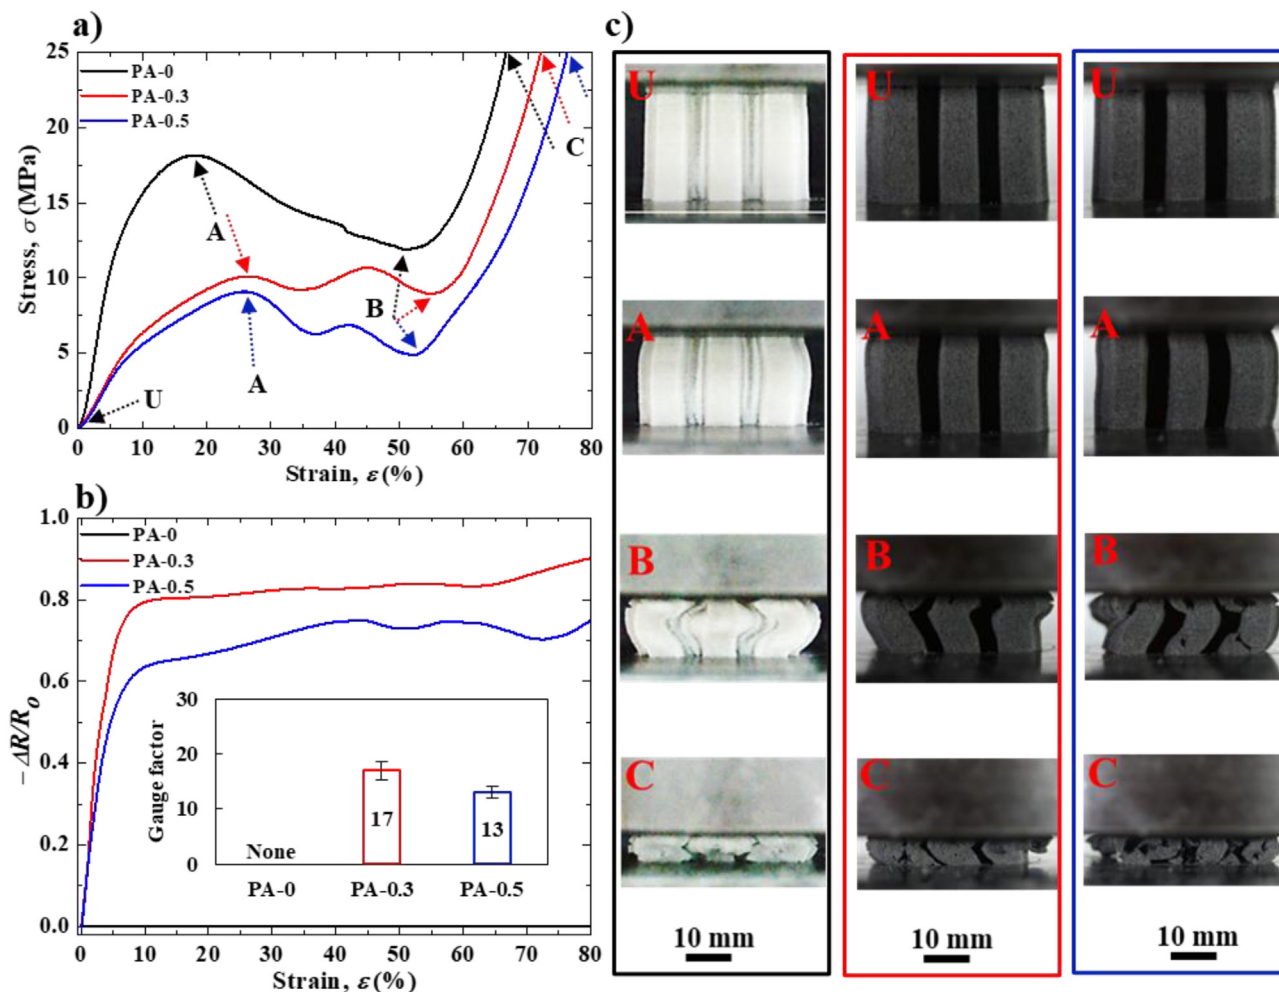 a)
25
20
15
10
5
0
Stress, σ (MPa)
PA-0
PA-0.3
PA-0.5
A
B
C
U
A
0 10 20 30 40 50 60 70 80
Strain, ε (%)
b)
1.0
0.8
0.6
0.4
0.2
0.0
− ΔR/Ro
PA-0
PA-0.3
PA-0.5
30
20
10
0
Gauge factor
None
17
13
PA-0 PA-0.3 PA-0.5
0 10 20 30 40 50 60 70 80
Strain, ε (%)
c)
U
A
B
C
10 mm
U
A
B
C
10 mm
U
A
B
C
10 mm